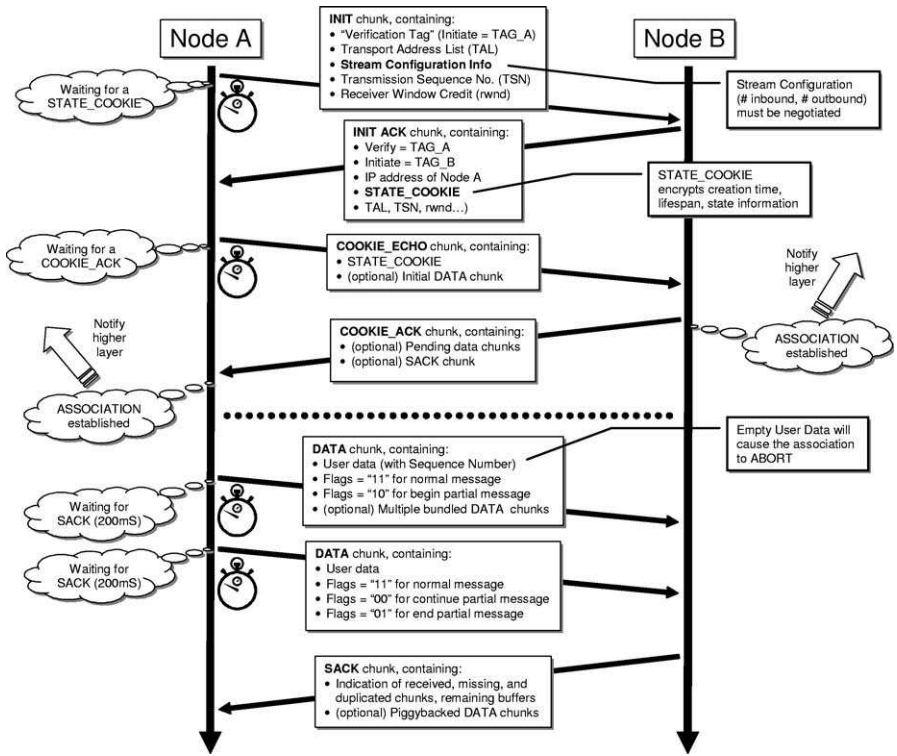 Node A
Node B
INIT chunk, containing:
• “Verification Tag” (Initiate = TAG_A)
• Transport Address List (TAL)
• Stream Configuration Info
• Transmission Sequence No. (TSN)
• Receiver Window Credit (rwnd)
Waiting for a
STATE_COOKIE
Stream Configuration
(# inbound, # outbound)
must be negotiated
INIT ACK chunk, containing:
• Verify = TAG_A
• Initiate = TAG_B
• IP address of Node A
• STATE_COOKIE
• TAL, TSN, rwnd...)
STATE_COOKIE
encrypts creation time,
lifespan, state information
Waiting for a
COOKIE_ACK
COOKIE_ECHO chunk, containing:
• STATE_COOKIE
• (optional) Initial DATA chunk
Notify
higher
layer
ASSOCIATION
established
COOKIE_ACK chunk, containing:
• (optional) Pending data chunks
• (optional) SACK chunk
Notify
higher
layer
ASSOCIATION
established
Empty User Data will
cause the association
to ABORT
DATA chunk, containing:
• User data (with Sequence Number)
• Flags = “11” for normal message
• Flags = “10” for begin partial message
• (optional) Multiple bundled DATA chunks
Waiting for
SACK (200mS)
DATA chunk, containing:
• User data
• Flags = “11” for normal message
• Flags = “00” for continue partial message
• Flags = “01” for end partial message
Waiting for
SACK (200mS)
SACK chunk, containing:
• Indication of received, missing, and
duplicated chunks, remaining buffers
• (optional) Piggybacked DATA chunks